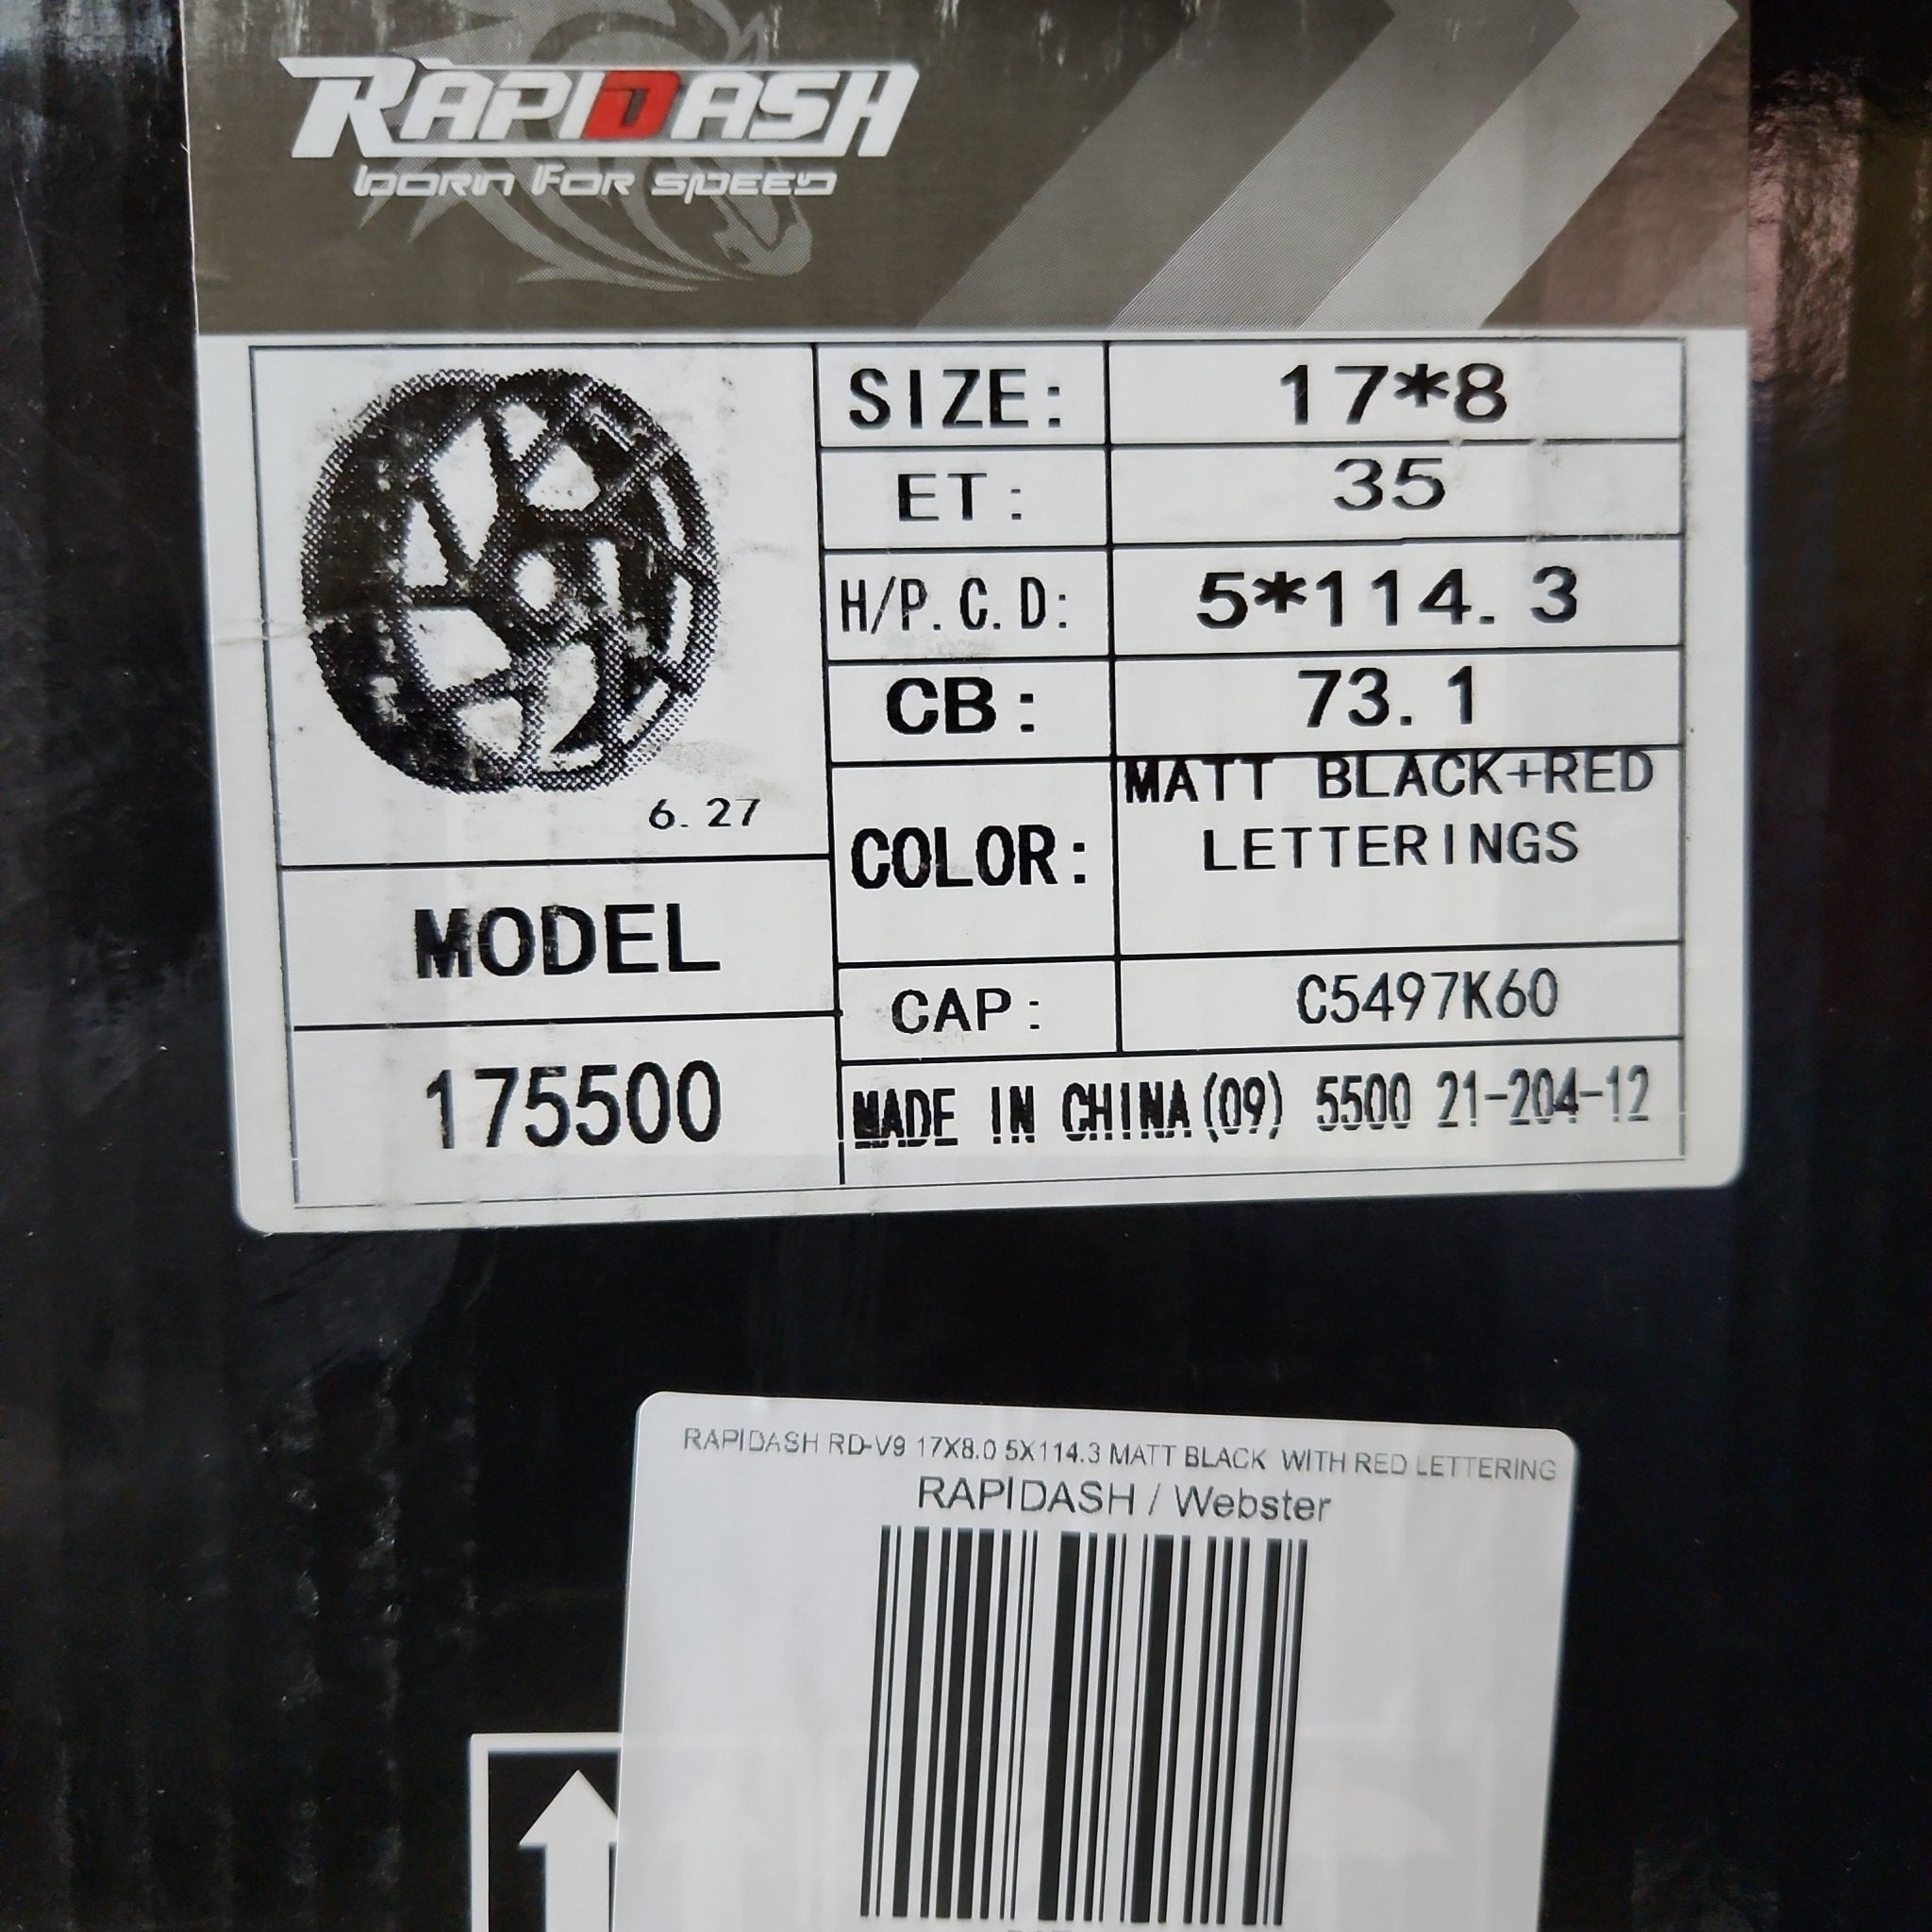 RAPIDASH
BORN FOR SPEED
SIZE: 17*8
ET: 35
H/P.C.D: 5*114.3
CB: 73.1
6.27
COLOR: MATT BLACK+RED
LETTERINGS
MODEL
CAP: C5497K60
175500
MADE IN CHINA(09) 5500 21-204-12
RAPIDASH RD-V9 17X8.0 5X114.3 MATT BLACK WITH RED LETTERING
RAPIDASH / Webster